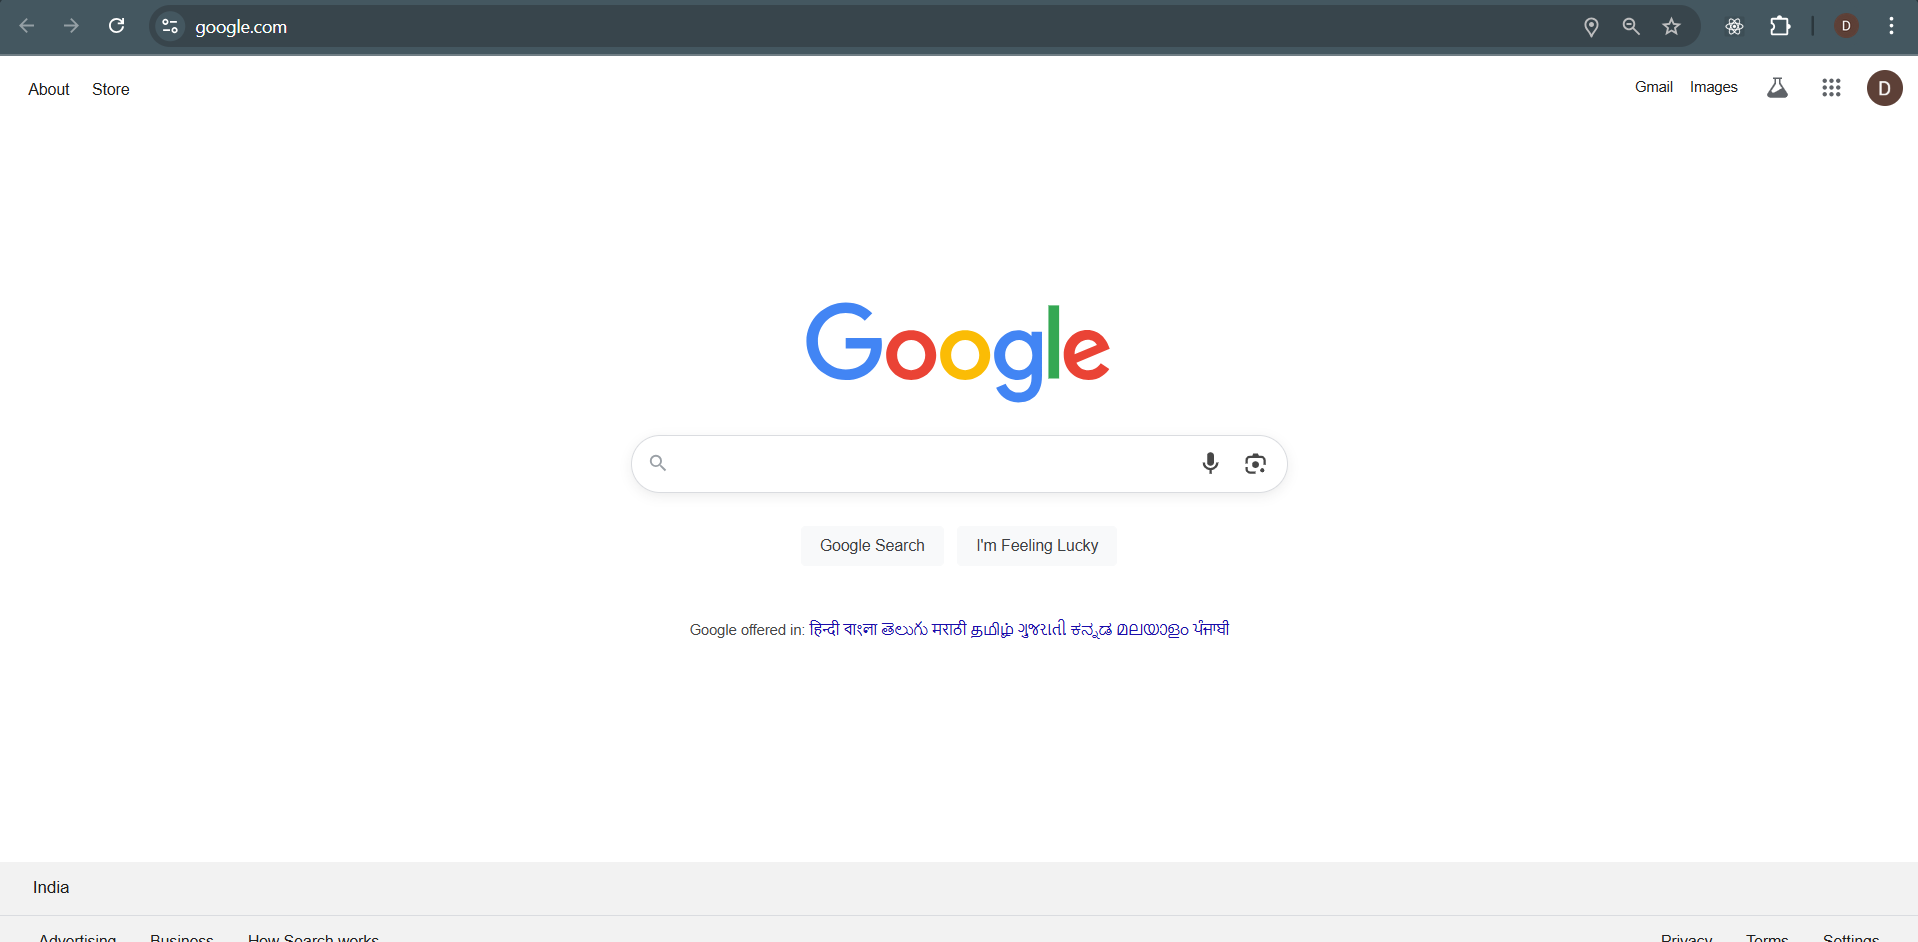 google.com
D
About Store
Gmail Images
D
Google
Google Search I'm Feeling Lucky
Google offered in: हिन्दी বাংলা తెలుగు मराठी தமிழ் ગુજરાતી ಕನ್ನಡ മലയാളം ਪੰਜਾਬੀ
India
Advertising Business How Search works
Privacy Terms Settings